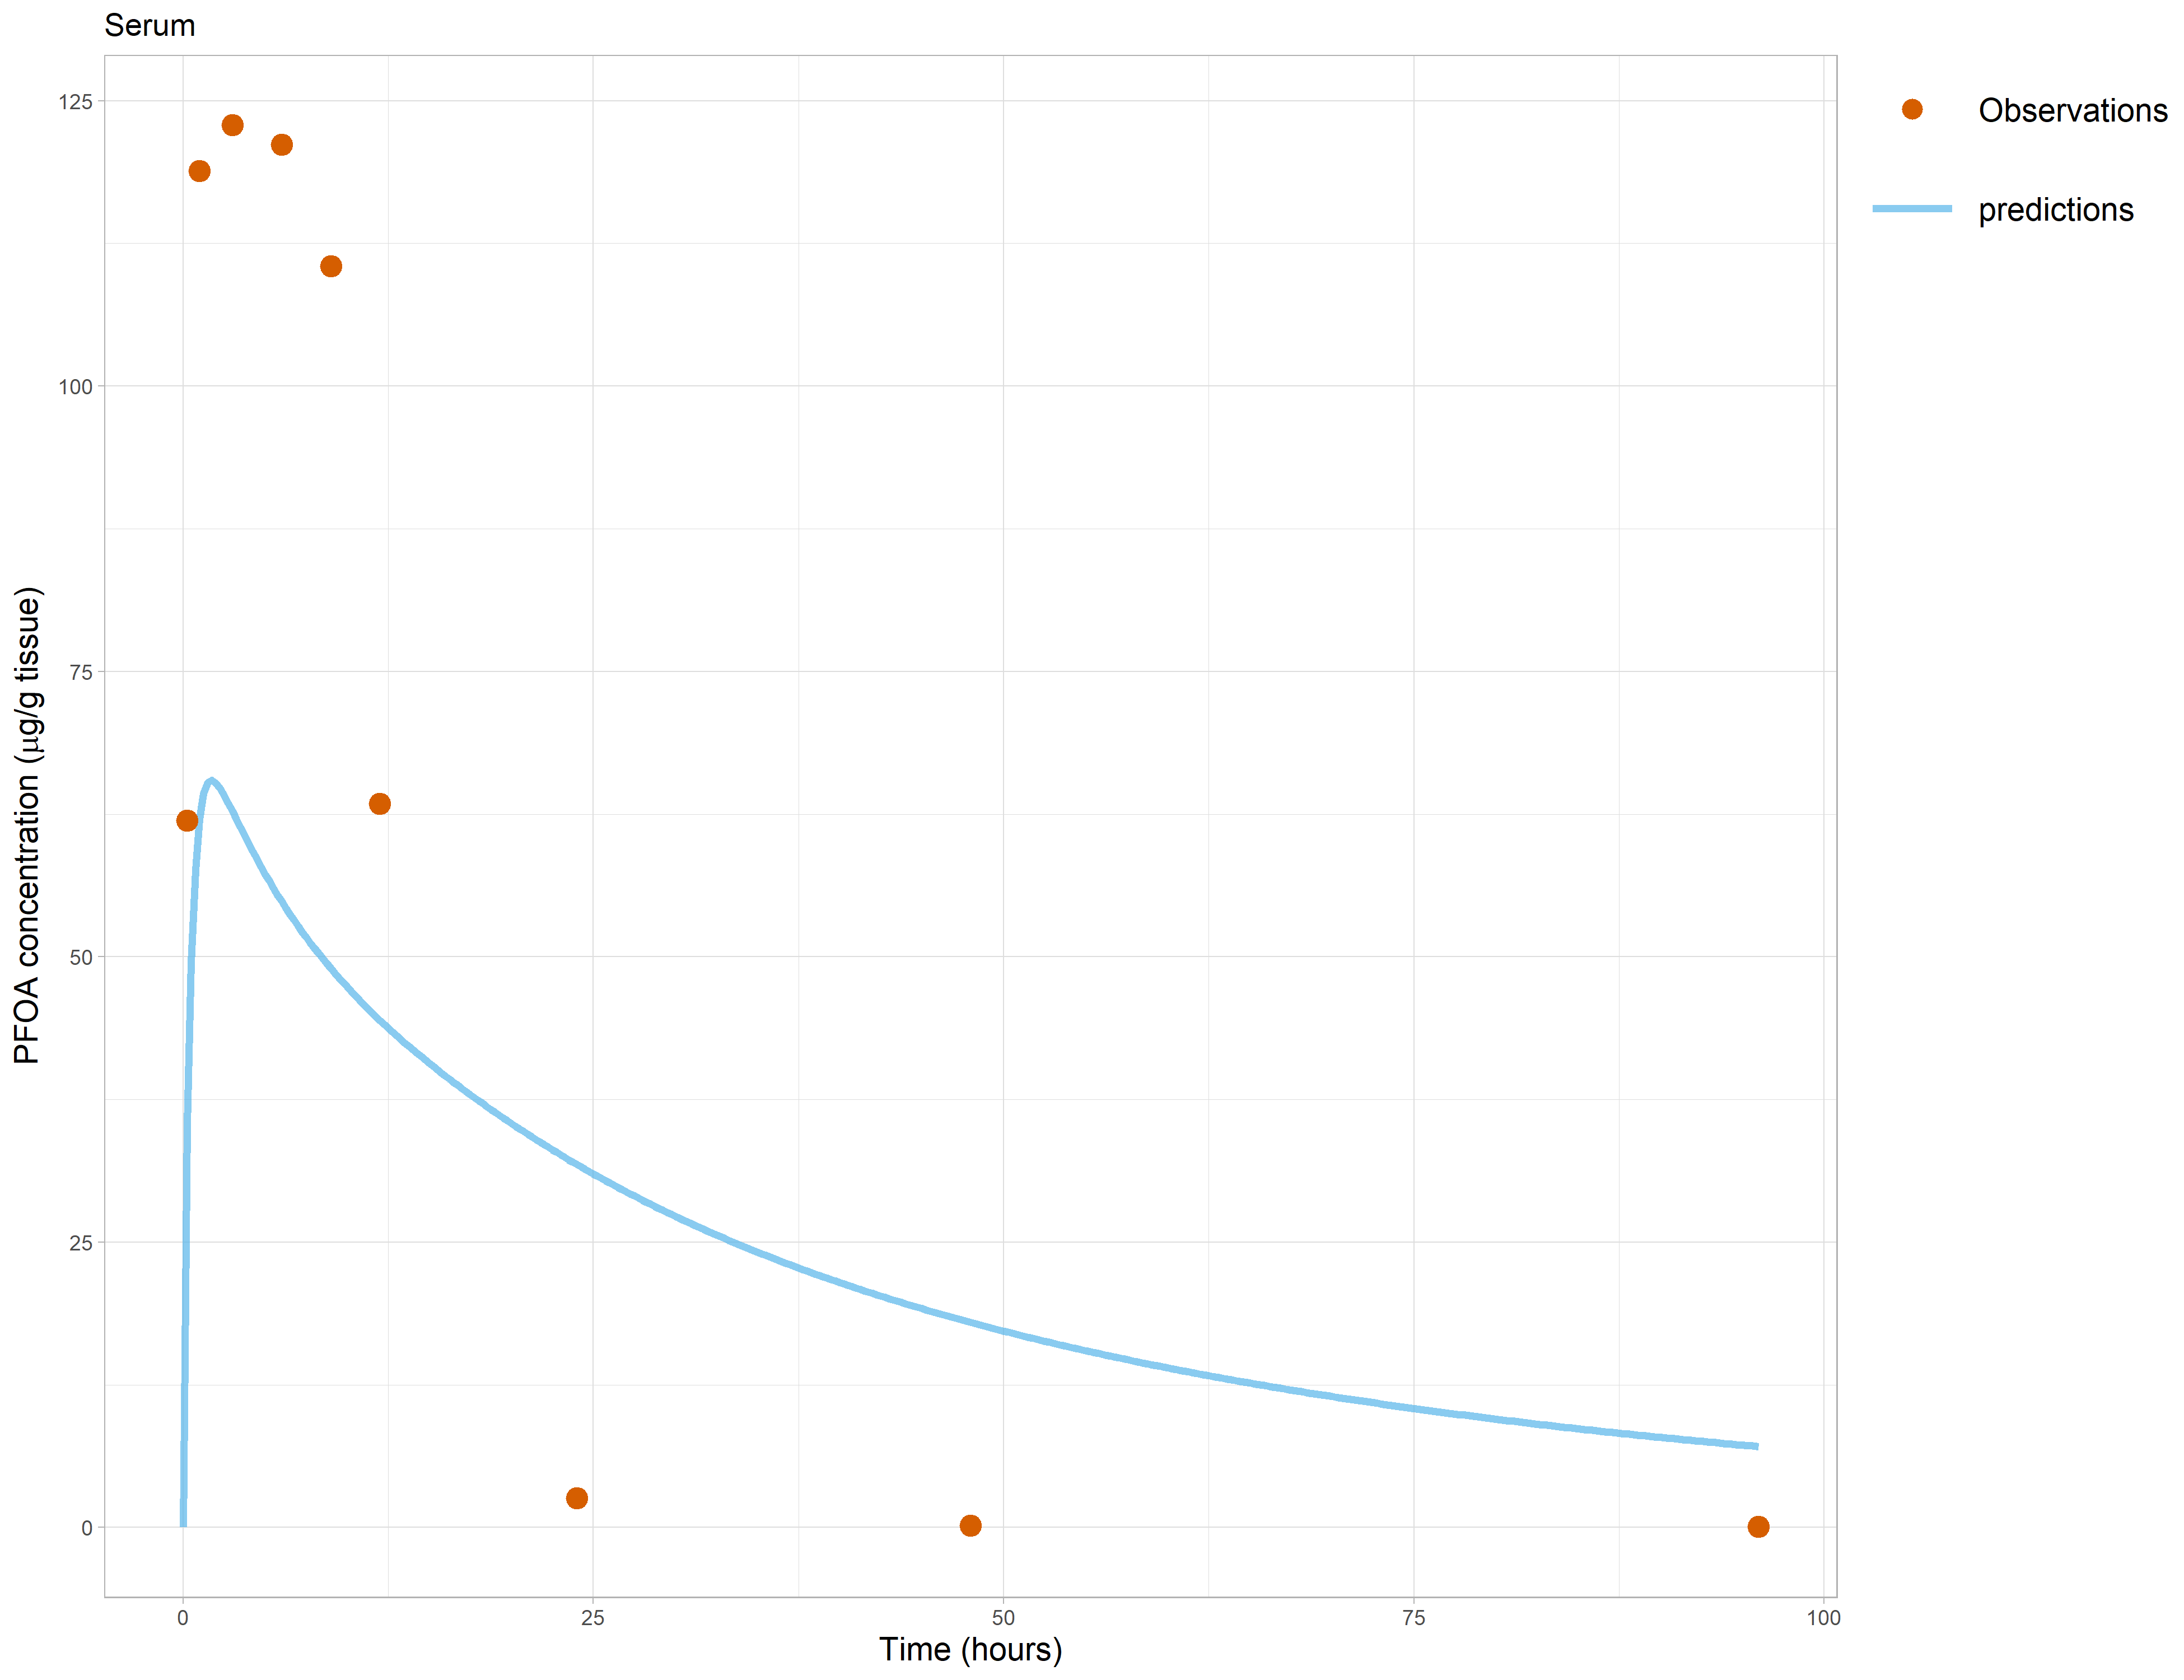 Serum
125
100
75
50
25
0
PFOA concentration (μg/g tissue)
0 25 50 75 100
Time (hours)
Observations
predictions